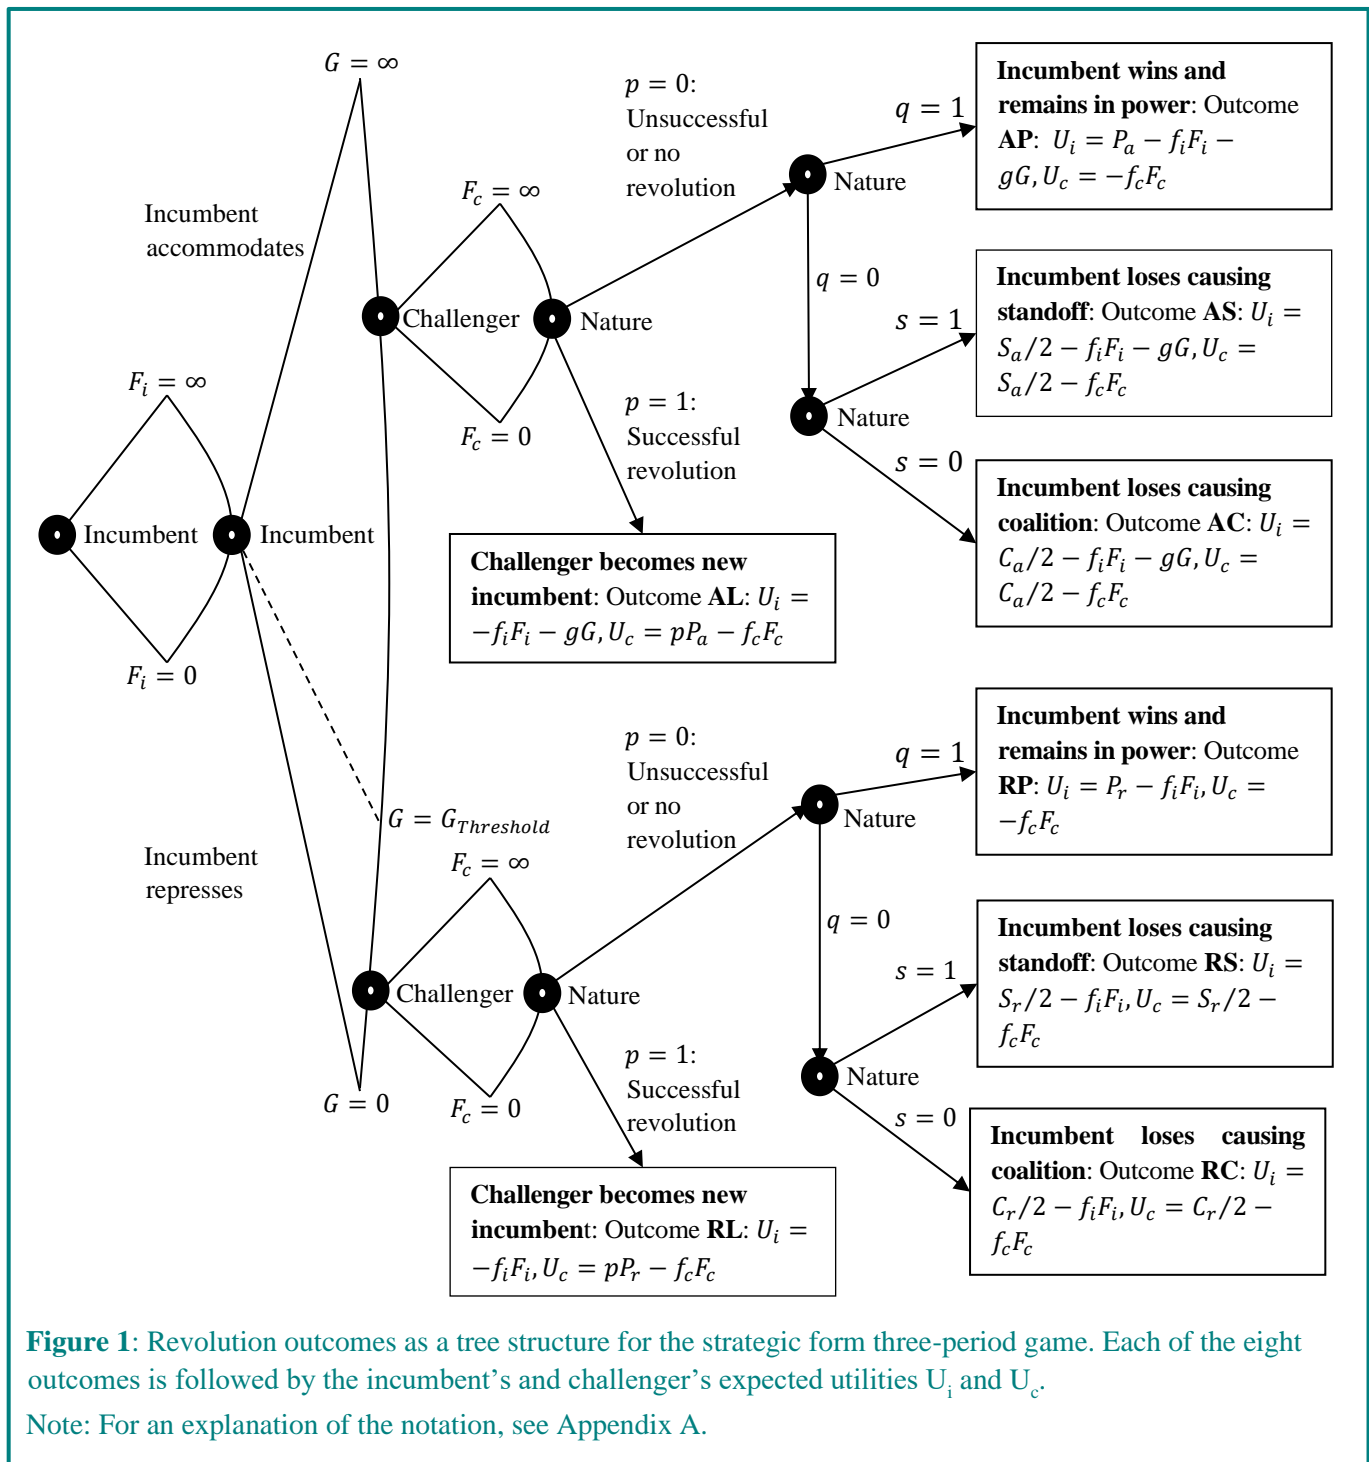 G = ∞
p = 0:
Unsuccessful
or no
revolution
q = 1
Incumbent wins and
remains in power: Outcome
AP: U_i = P_a − f_iF_i −
gG, U_c = −f_cF_c
Nature
Incumbent
accommodates
F_c = ∞
q = 0
Incumbent loses causing
standoff: Outcome AS: U_i =
S_a/2 − f_iF_i − gG, U_c =
S_a/2 − f_cF_c
s = 1
Challenger
Nature
F_i = ∞
p = 1:
Successful
revolution
F_c = 0
Nature
s = 0
Incumbent loses causing
coalition: Outcome AC: U_i =
C_a/2 − f_iF_i − gG, U_c =
C_a/2 − f_cF_c
Incumbent
Incumbent
Challenger becomes new
incumbent: Outcome AL: U_i =
−f_iF_i − gG, U_c = pP_a − f_cF_c
F_i = 0
p = 0:
Unsuccessful
or no
revolution
q = 1
Incumbent wins and
remains in power: Outcome
RP: U_i = P_r − f_iF_i, U_c =
−f_cF_c
G = G_Threshold
Nature
Incumbent
represses
F_c = ∞
q = 0
Incumbent loses causing
standoff: Outcome RS: U_i =
S_r/2 − f_iF_i, U_c = S_r/2 −
f_cF_c
s = 1
Challenger
Nature
p = 1:
Successful
revolution
Nature
G = 0
F_c = 0
s = 0
Incumbent loses causing
coalition: Outcome RC: U_i =
C_r/2 − f_iF_i, U_c = C_r/2 −
f_cF_c
Challenger becomes new
incumbent: Outcome RL: U_i =
−f_iF_i, U_c = pP_r − f_cF_c
Figure 1: Revolution outcomes as a tree structure for the strategic form three-period game. Each of the eight
outcomes is followed by the incumbent’s and challenger’s expected utilities U_i and U_c.
Note: For an explanation of the notation, see Appendix A.